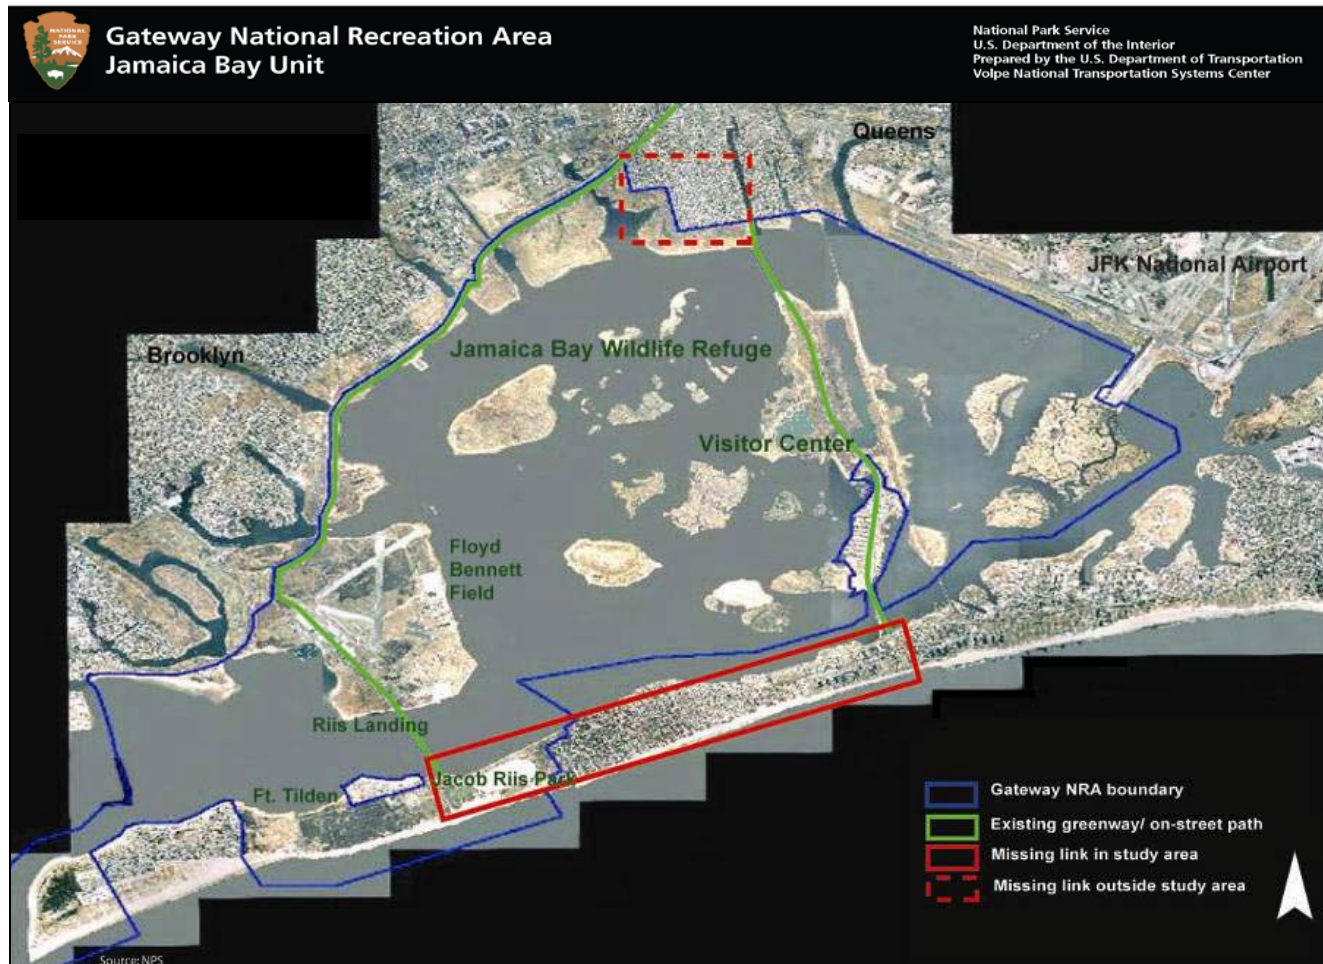 NATIONAL
PARK
SERVICE
Gateway National Recreation Area
Jamaica Bay Unit
National Park Service
U.S. Department of the Interior
Prepared by the U.S. Department of Transportation
Volpe National Transportation Systems Center
Queens
JFK National Airport
Brooklyn
Jamaica Bay Wildlife Refuge
Visitor Center
Floyd
Bennett
Field
Riis Landing
Jacob Riis Park
Ft. Tilden
Gateway NRA boundary
Existing greenway/ on-street path
Missing link in study area
Missing link outside study area
Source: NPS